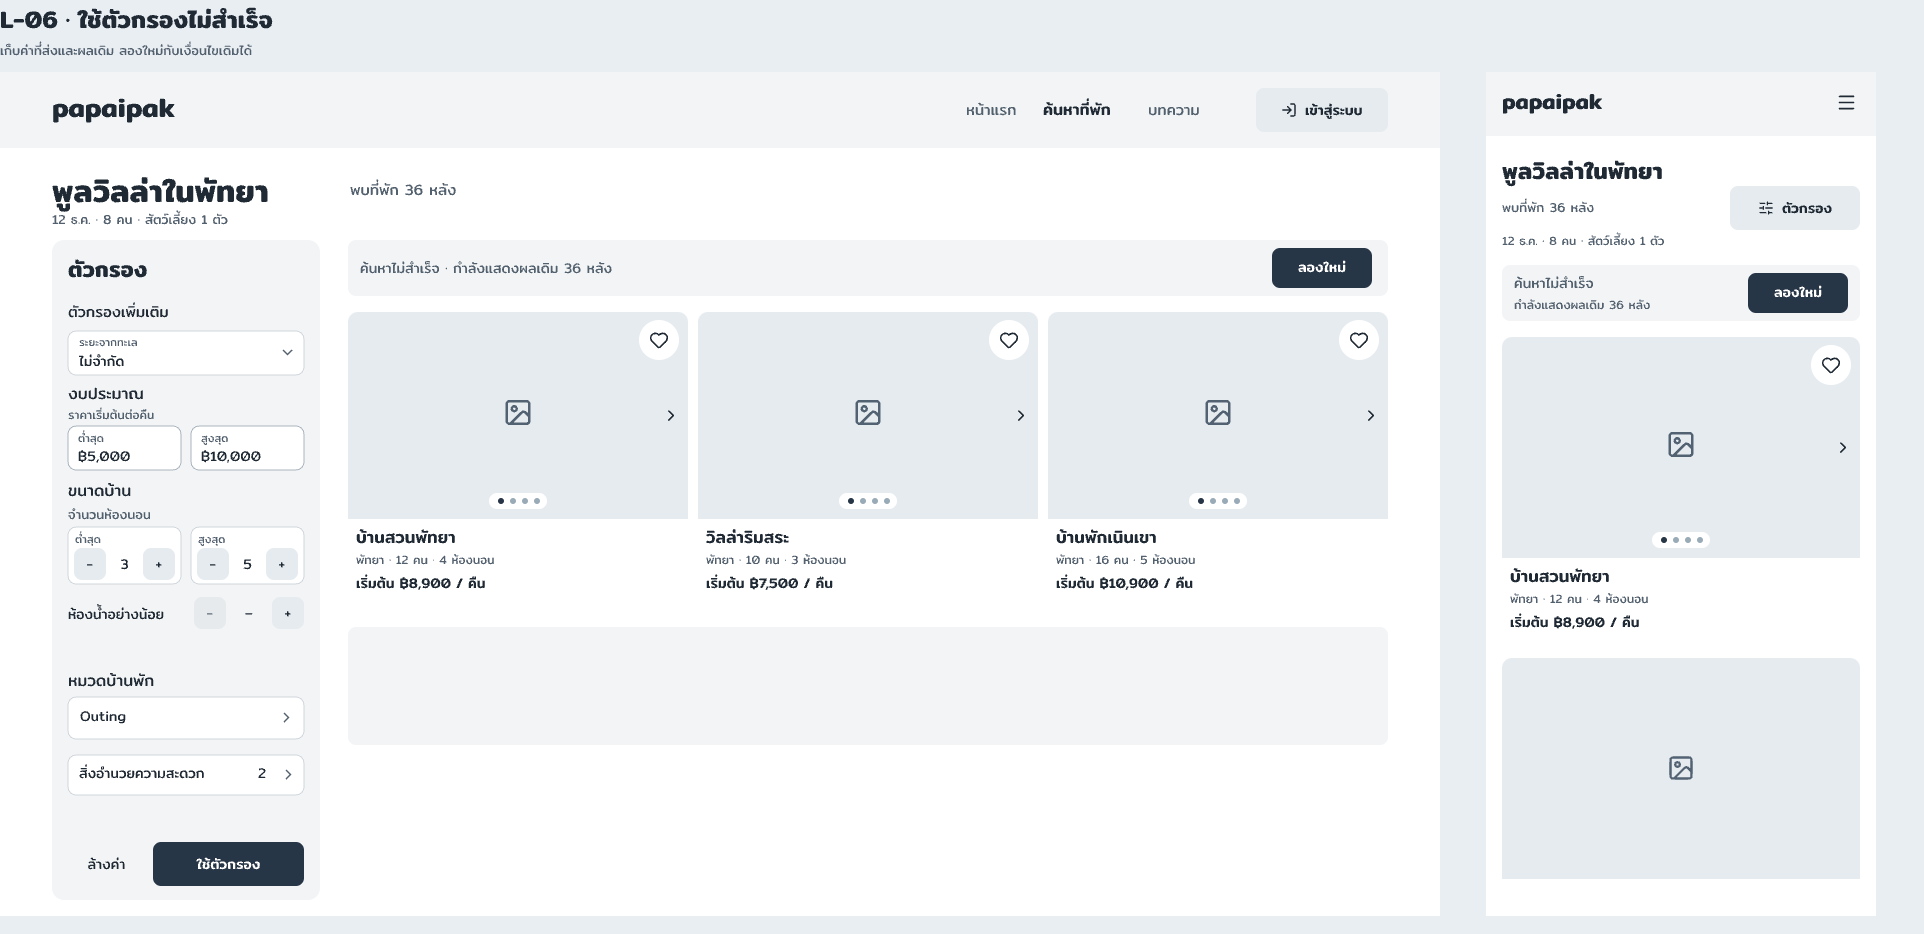 L-06 · ใช้ตัวกรองไม่สำเร็จ
เก็บค่าที่ส่งและผลเดิม ลองใหม่กับเงื่อนไขเดิมได้
papaipak
หน้าแรก
ค้นหาที่พัก
บทความ
เข้าสู่ระบบ
พูลวิลล่าในพัทยา
12 ธ.ค. · 8 คน · สัตว์เลี้ยง 1 ตัว
ตัวกรอง
ตัวกรองเพิ่มเติม
ระยะจากทะเล
ไม่จำกัด
งบประมาณ
ราคาเริ่มต้นต่อคืน
ต่ำสุด
฿5,000
สูงสุด
฿10,000
ขนาดบ้าน
จำนวนห้องนอน
ต่ำสุด
- 3 +
สูงสุด
- 5 +
ห้องน้ำอย่างน้อย
- – +
หมวดบ้านพัก
Outing
สิ่งอำนวยความสะดวก 2
ล้างค่า
ใช้ตัวกรอง
พบที่พัก 36 หลัง
ค้นหาไม่สำเร็จ · กำลังแสดงผลเดิม 36 หลัง
ลองใหม่
บ้านสวนพัทยา
พัทยา · 12 คน · 4 ห้องนอน
เริ่มต้น ฿8,900 / คืน
วิลล่าริมสระ
พัทยา · 10 คน · 3 ห้องนอน
เริ่มต้น ฿7,500 / คืน
บ้านพักเนินเขา
พัทยา · 16 คน · 5 ห้องนอน
เริ่มต้น ฿10,900 / คืน
papaipak
พูลวิลล่าในพัทยา
พบที่พัก 36 หลัง
ตัวกรอง
12 ธ.ค. · 8 คน · สัตว์เลี้ยง 1 ตัว
ค้นหาไม่สำเร็จ
กำลังแสดงผลเดิม 36 หลัง
ลองใหม่
บ้านสวนพัทยา
พัทยา · 12 คน · 4 ห้องนอน
เริ่มต้น ฿8,900 / คืน